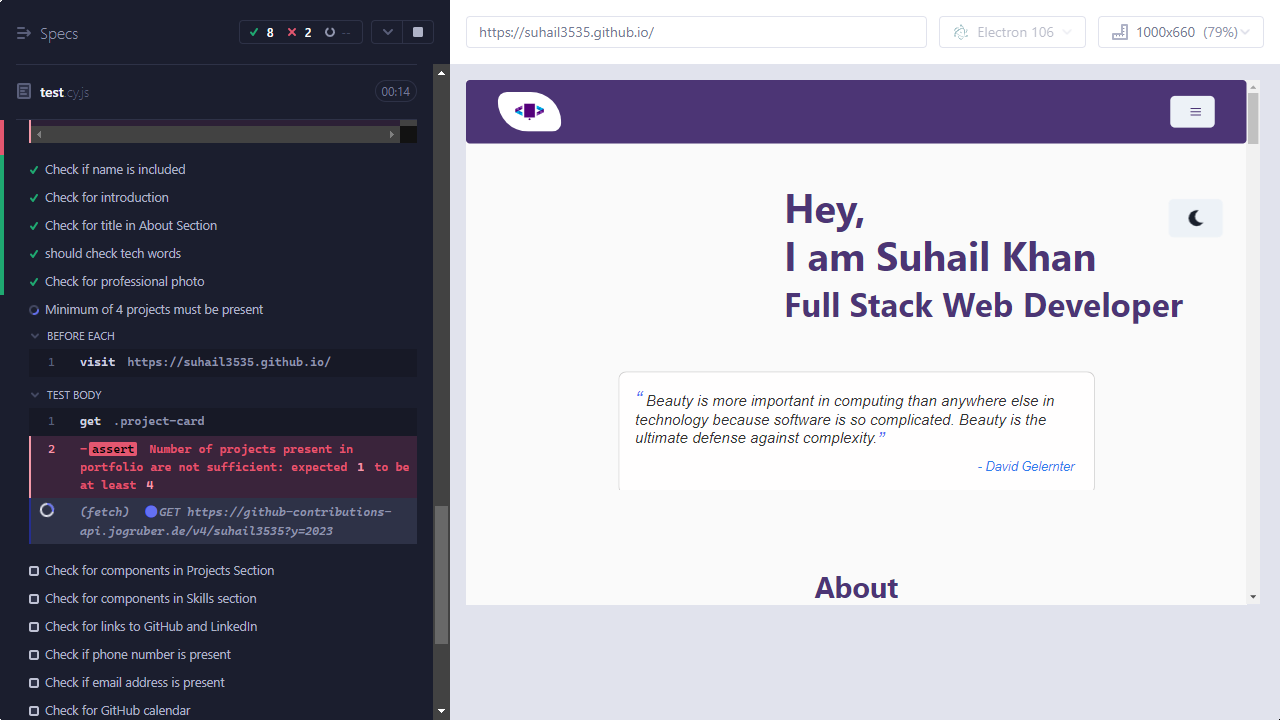 Specs
8
2
--
test.cy.js
00:14
Check if name is included
Check for introduction
Check for title in About Section
should check tech words
Check for professional photo
Minimum of 4 projects must be present
BEFORE EACH
1 visit https://suhail3535.github.io/
TEST BODY
1 get .project-card
2 -assert Number of projects present in
portfolio are not sufficient: expected 1 to be
at least 4
(fetch) GET https://github-contributions-
api.jogruber.de/v4/suhail3535?y=2023
Check for components in Projects Section
Check for components in Skills section
Check for links to GitHub and LinkedIn
Check if phone number is present
Check if email address is present
Check for GitHub calendar
https://suhail3535.github.io/
Electron 106
1000x660 (79%)
Hey,
I am Suhail Khan
Full Stack Web Developer
“ Beauty is more important in computing than anywhere else in
technology because software is so complicated. Beauty is the
ultimate defense against complexity.”
- David Gelernter
About